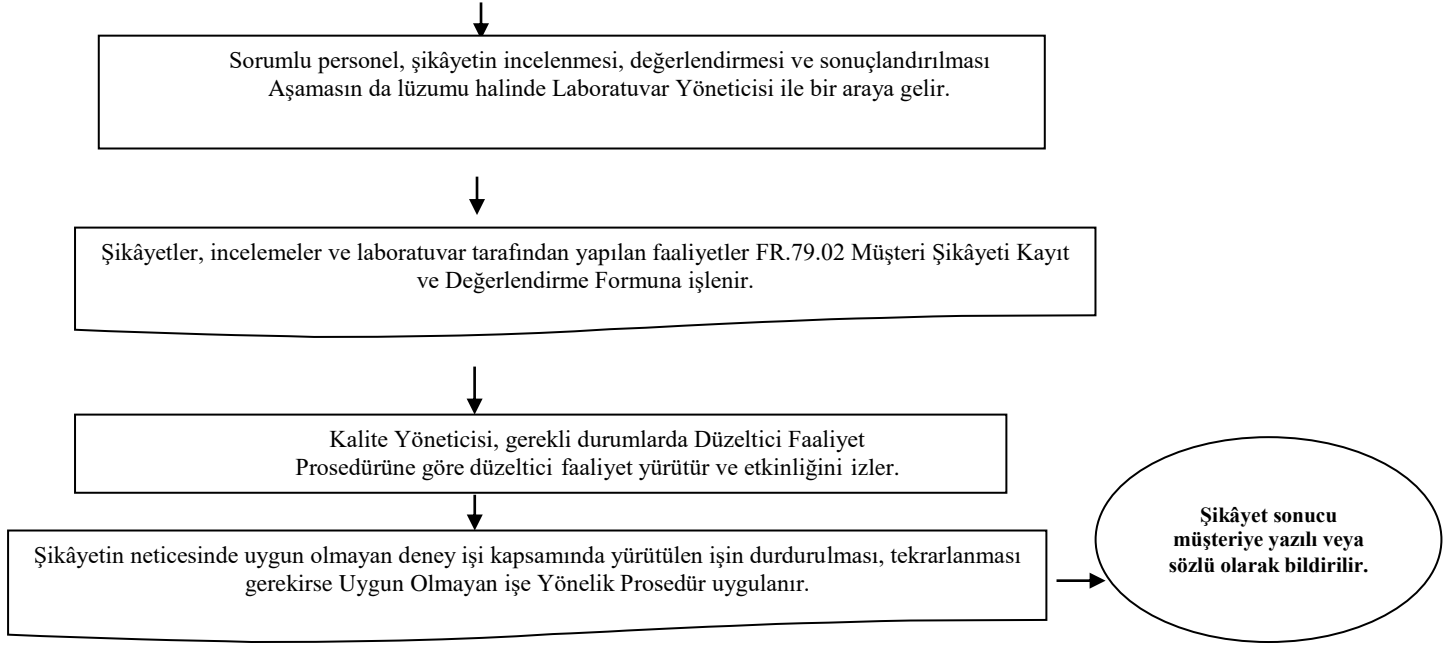 Sorumlu personel, şikâyetin incelenmesi, değerlendirmesi ve sonuçlandırılması
Aşamasın da lüzumu halinde Laboratuvar Yöneticisi ile bir araya gelir.
Şikâyetler, incelemeler ve laboratuvar tarafından yapılan faaliyetler FR.79.02 Müşteri Şikâyeti Kayıt
ve Değerlendirme Formuna işlenir.
Kalite Yöneticisi, gerekli durumlarda Düzeltici Faaliyet
Prosedürüne göre düzeltici faaliyet yürütür ve etkinliğini izler.
Şikâyetin neticesinde uygun olmayan deney işi kapsamında yürütülen işin durdurulması, tekrarlanması
gerekirse Uygun Olmayan işe Yönelik Prosedür uygulanır.
Şikâyet sonucu
müşteriye yazılı veya
sözlü olarak bildirilir.